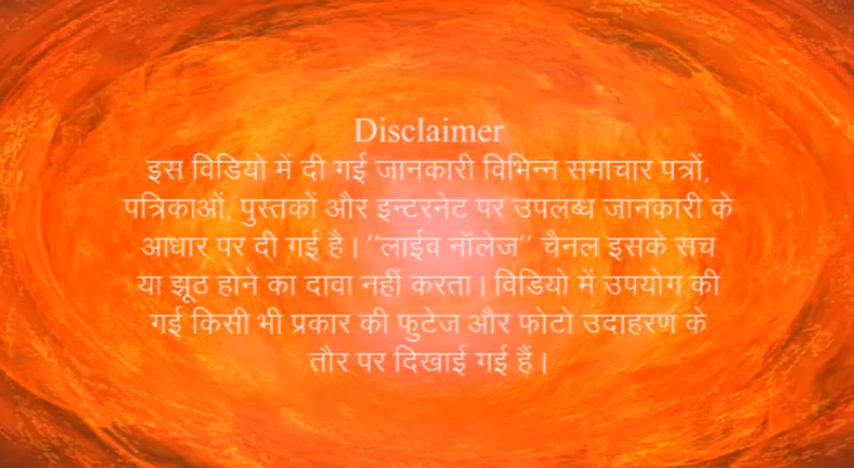 Disclaimer
इस विडियो में दी गई जानकारी विभिन्न समाचार पत्रों,
पत्रिकाओं, पुस्तकों और इन्टरनेट पर उपलब्ध जानकारी के
आधार पर दी गई है। ‘‘लाईव नॉलेज’’ चैनल इसके सच
या झूठ होने का दावा नहीं करता। विडियो में उपयोग की
गई किसी भी प्रकार की फुटेज और फोटो उदाहरण के
तौर पर दिखाई गई हैं।